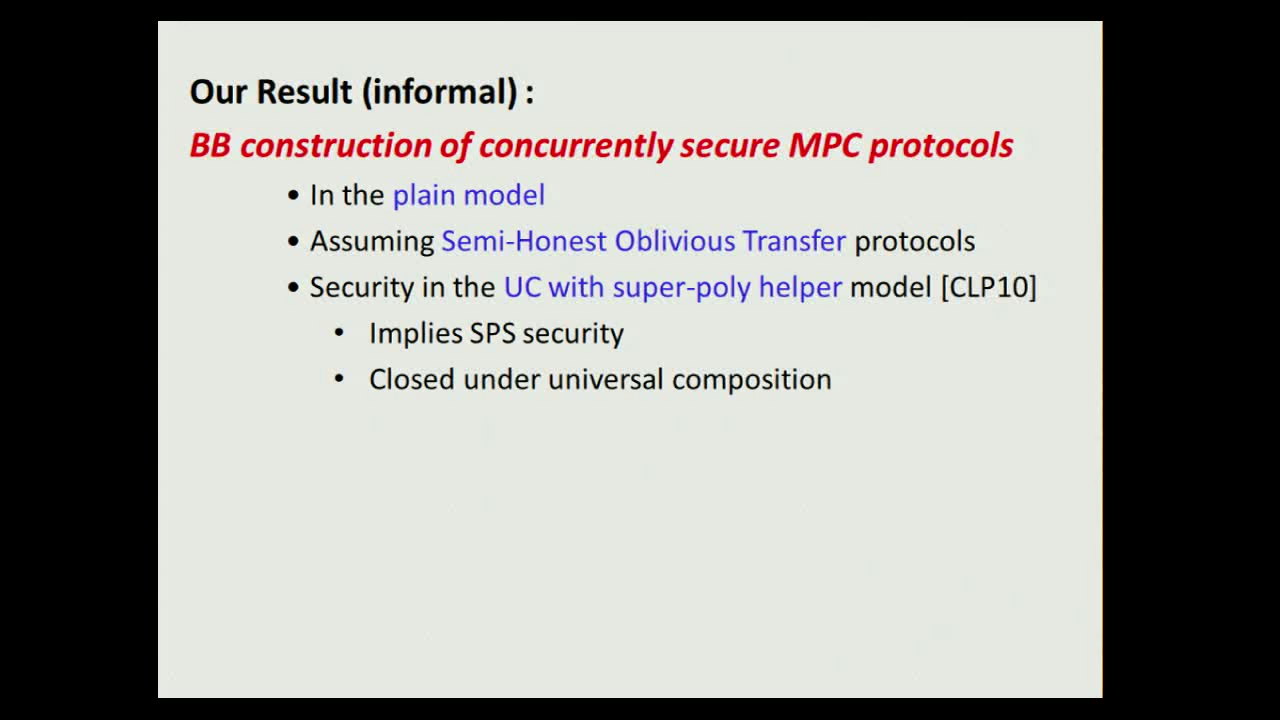 Our Result (informal) :
BB construction of concurrently secure MPC protocols
• In the plain model
• Assuming Semi-Honest Oblivious Transfer protocols
• Security in the UC with super-poly helper model [CLP10]
• Implies SPS security
• Closed under universal composition